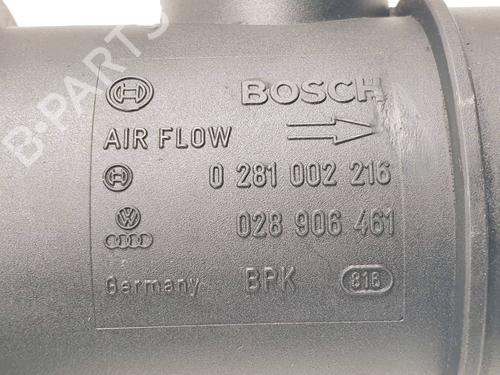 BOSCH
AIR FLOW
0 281 002 216
028 906 461
Germany BPK 816
B-PARTS